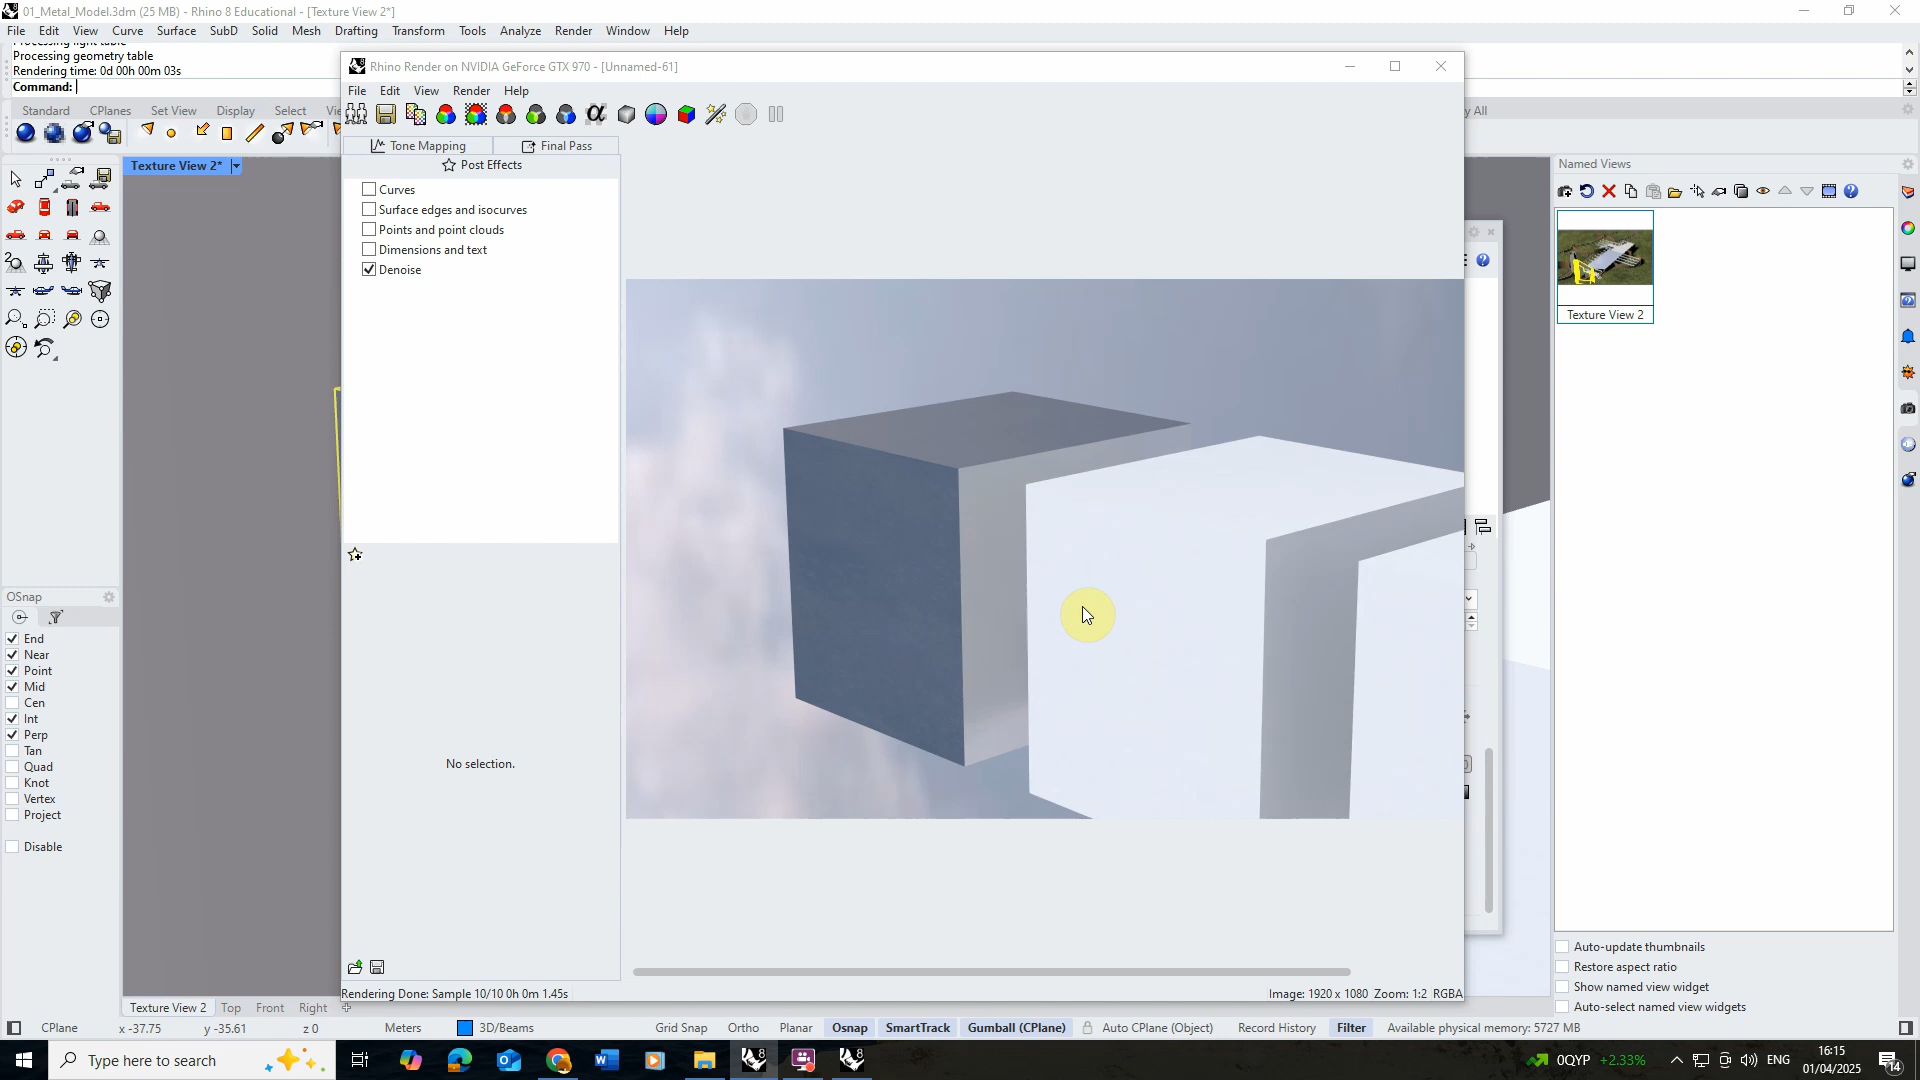 01_Metal_Model.3dm (25 MB) - Rhino 8 Educational - [Texture View 2*]
File Edit View Curve Surface SubD Solid Mesh Drafting Transform Tools Analyze Render Window Help
Processing light table
Processing geometry table
Rendering time: 0d 00h 00m 03s
Command:
Standard CPlanes Set View Display Select
y All
Texture View 2*
Rhino Render on NVIDIA GeForce GTX 970 - [Unnamed-61]
File Edit View Render Help
α
Tone Mapping Final Pass
Post Effects
Curves
Surface edges and isocurves
Points and point clouds
Dimensions and text
Denoise
No selection.
Rendering Done: Sample 10/10 0h 0m 1.45s
Image: 1920 x 1080 Zoom: 1:2 RGBA
Named Views
Texture View 2
Auto-update thumbnails
Restore aspect ratio
Show named view widget
Auto-select named view widgets
OSnap
End
Near
Point
Mid
Cen
Int
Perp
Tan
Quad
Knot
Vertex
Project
Disable
Texture View 2 Top Front Right
CPlane x -37.75 y -35.61 z 0 Meters 3D/Beams Grid Snap Ortho Planar Osnap SmartTrack Gumball (CPlane) Auto CPlane (Object) Record History Filter Available physical memory: 5727 MB
Type here to search
0QYP +2.33% ENG
16:15
01/04/2025
14